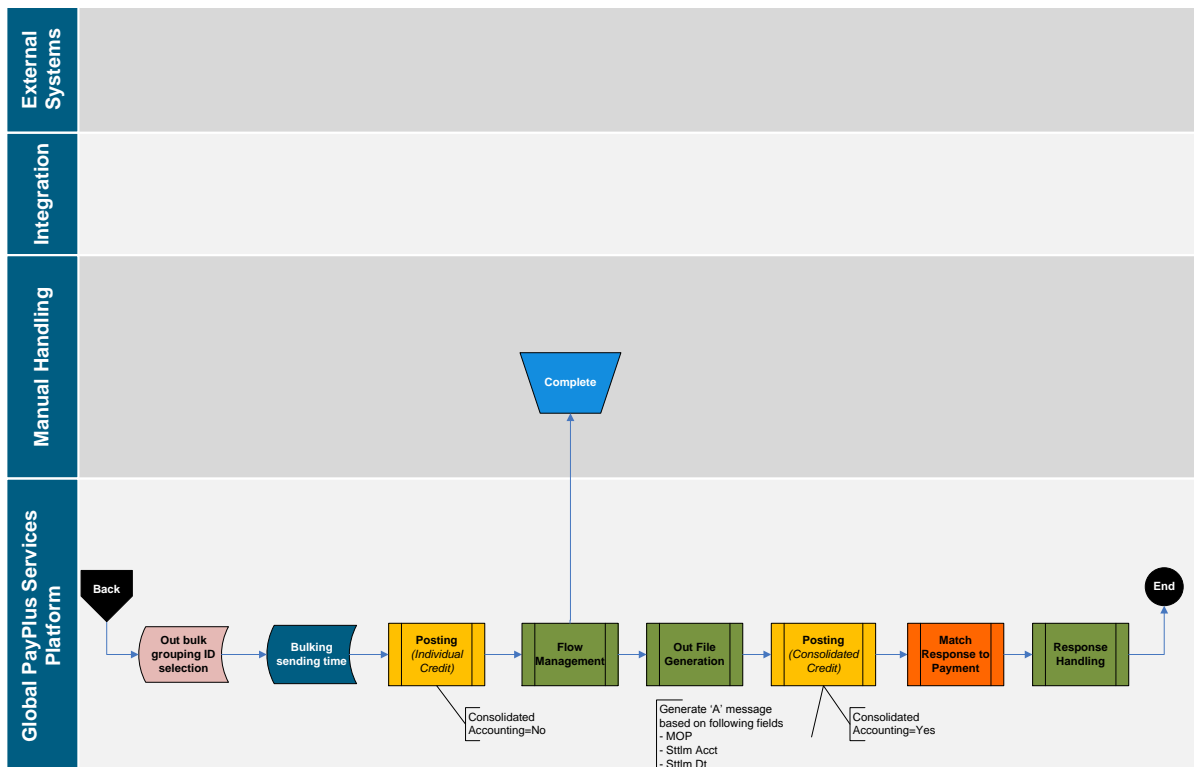 External
Systems
Integration
Manual Handling
Complete
Global PayPlus Services
Platform
Back
Out bulk
grouping ID
selection
Bulking
sending time
Posting
(Individual
Credit)
Flow
Management
Out File
Generation
Posting
(Consolidated
Credit)
Match
Response to
Payment
Response
Handling
End
Consolidated
Accounting=No
Generate ‘A’ message
based on following fields
- MOP
- Sttlm Acct
- Sttlm Dt
Consolidated
Accounting=Yes